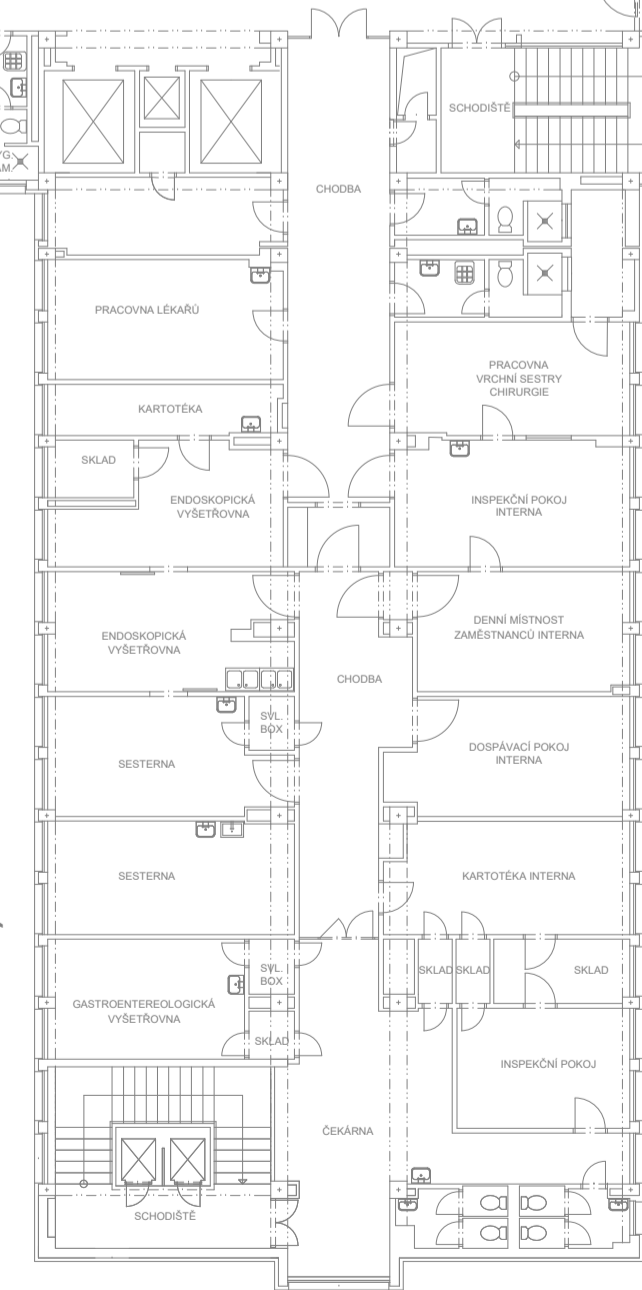 SCHODIŠTĚ
CHODBA
PRACOVNA LÉKAŘŮ
PRACOVNA
VRCHNÍ SESTRY
CHIRURGIE
KARTOTÉKA
SKLAD
ENDOSKOPICKÁ
VYŠETŘOVNA
INSPEKČNÍ POKOJ
INTERNA
DENNÍ MÍSTNOST
ZAMĚSTNANCŮ INTERNA
ENDOSKOPICKÁ
VYŠETŘOVNA
CHODBA
SVL.
BOX
DOSPÁVACÍ POKOJ
INTERNA
SESTERNA
SESTERNA
KARTOTÉKA INTERNA
SVL.
BOX
SKLAD
SKLAD
SKLAD
GASTROENTEREOLOGICKÁ
VYŠETŘOVNA
SKLAD
INSPEKČNÍ POKOJ
ČEKÁRNA
SCHODIŠTĚ